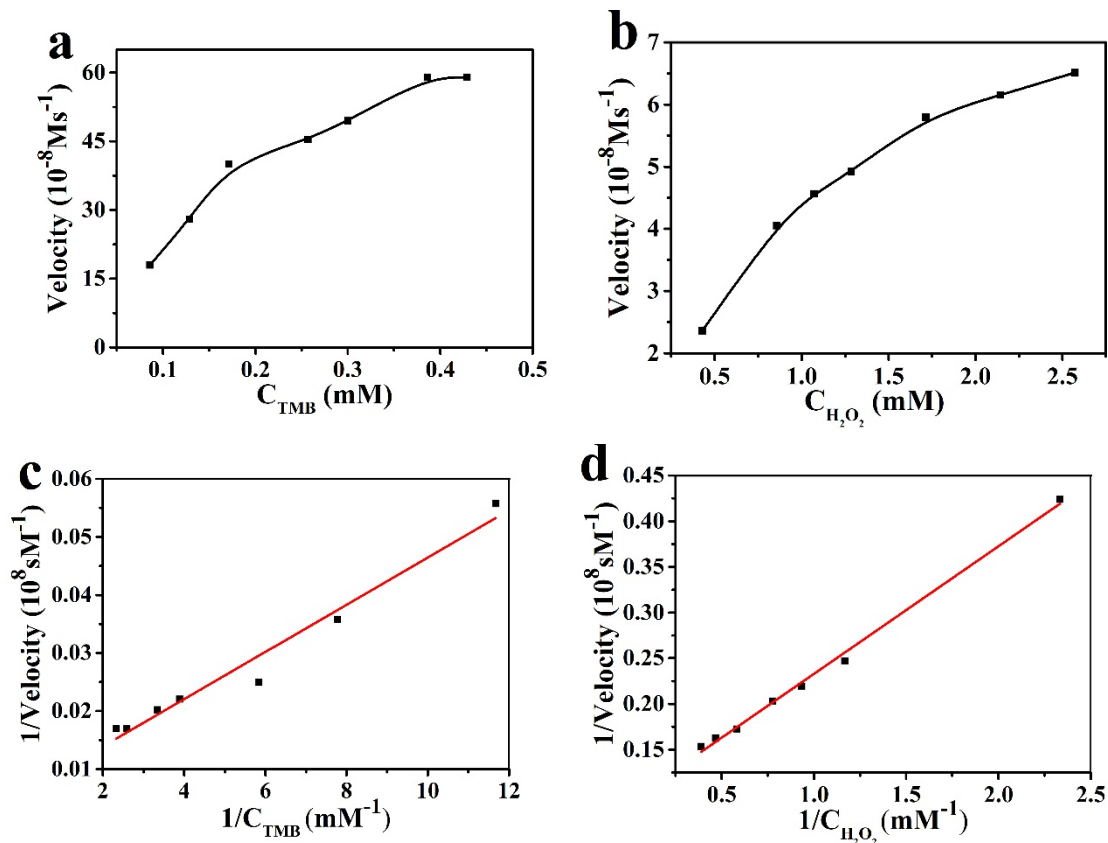 a
Velocity (10⁻⁸Ms⁻¹)
60
45
30
15
0
0.1 0.2 0.3 0.4 0.5
C_TMB (mM)
b
Velocity (10⁻⁸Ms⁻¹)
7
6
5
4
3
2
0.5 1.0 1.5 2.0 2.5
C_H₂O₂ (mM)
c
1/Velocity (10⁸sM⁻¹)
0.06
0.05
0.04
0.03
0.02
0.01
2 4 6 8 10 12
1/C_TMB (mM⁻¹)
d
1/Velocity (10⁸sM⁻¹)
0.45
0.40
0.35
0.30
0.25
0.20
0.15
0.5 1.0 1.5 2.0 2.5
1/C_H₂O₂ (mM⁻¹)